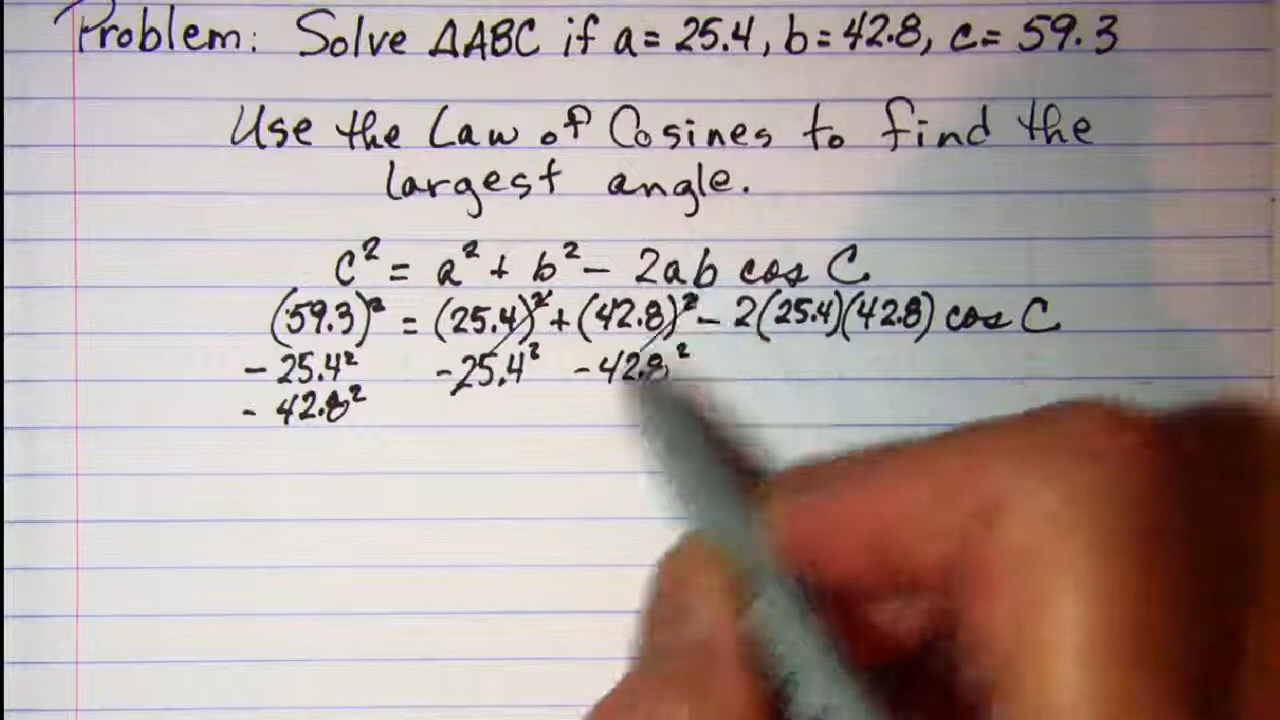 Problem: Solve ΔABC if a = 25.4, b = 42.8, c = 59.3
Use the Law of Cosines to find the
largest angle.
c² = a² + b² - 2ab cos C
(59.3)² = (25.4)² + (42.8)² - 2(25.4)(42.8) cos C
- 25.4² - 25.4² - 42.8²
- 42.8²